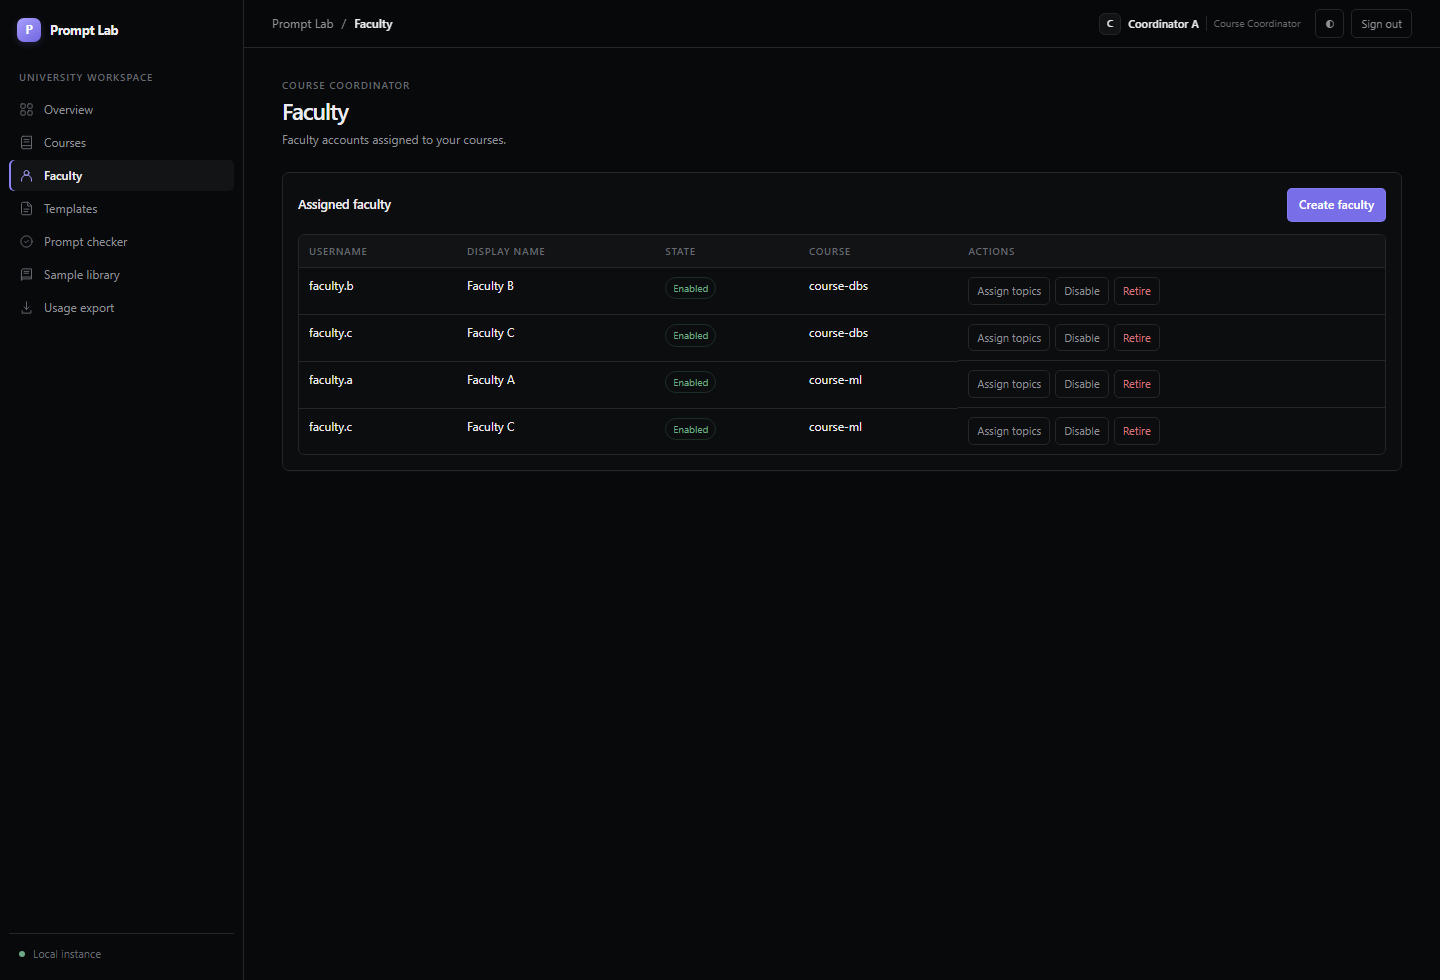 P Prompt Lab
UNIVERSITY WORKSPACE
Overview
Courses
Faculty
Templates
Prompt checker
Sample library
Usage export
Local instance
Prompt Lab / Faculty
C Coordinator A Course Coordinator Sign out
COURSE COORDINATOR
Faculty
Faculty accounts assigned to your courses.
Assigned faculty Create faculty
USERNAME DISPLAY NAME STATE COURSE ACTIONS
faculty.b Faculty B Enabled course-dbs Assign topics Disable Retire
faculty.c Faculty C Enabled course-dbs Assign topics Disable Retire
faculty.a Faculty A Enabled course-ml Assign topics Disable Retire
faculty.c Faculty C Enabled course-ml Assign topics Disable Retire